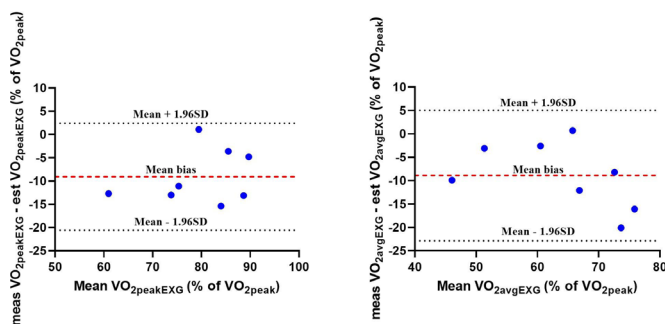 meas VO2peakEXG - est VO2peakEXG (% of VO2peak)
10
5
0
-5
-10
-15
-20
-25
Mean + 1.96SD
Mean bias
Mean - 1.96SD
50 60 70 80 90 100
Mean VO2peakEXG (% of VO2peak)
meas VO2avgEXG - est VO2avgEXG (% of VO2peak)
10
5
0
-5
-10
-15
-20
-25
Mean + 1.96SD
Mean bias
Mean - 1.96SD
40 50 60 70 80
Mean VO2avgEXG (% of VO2peak)